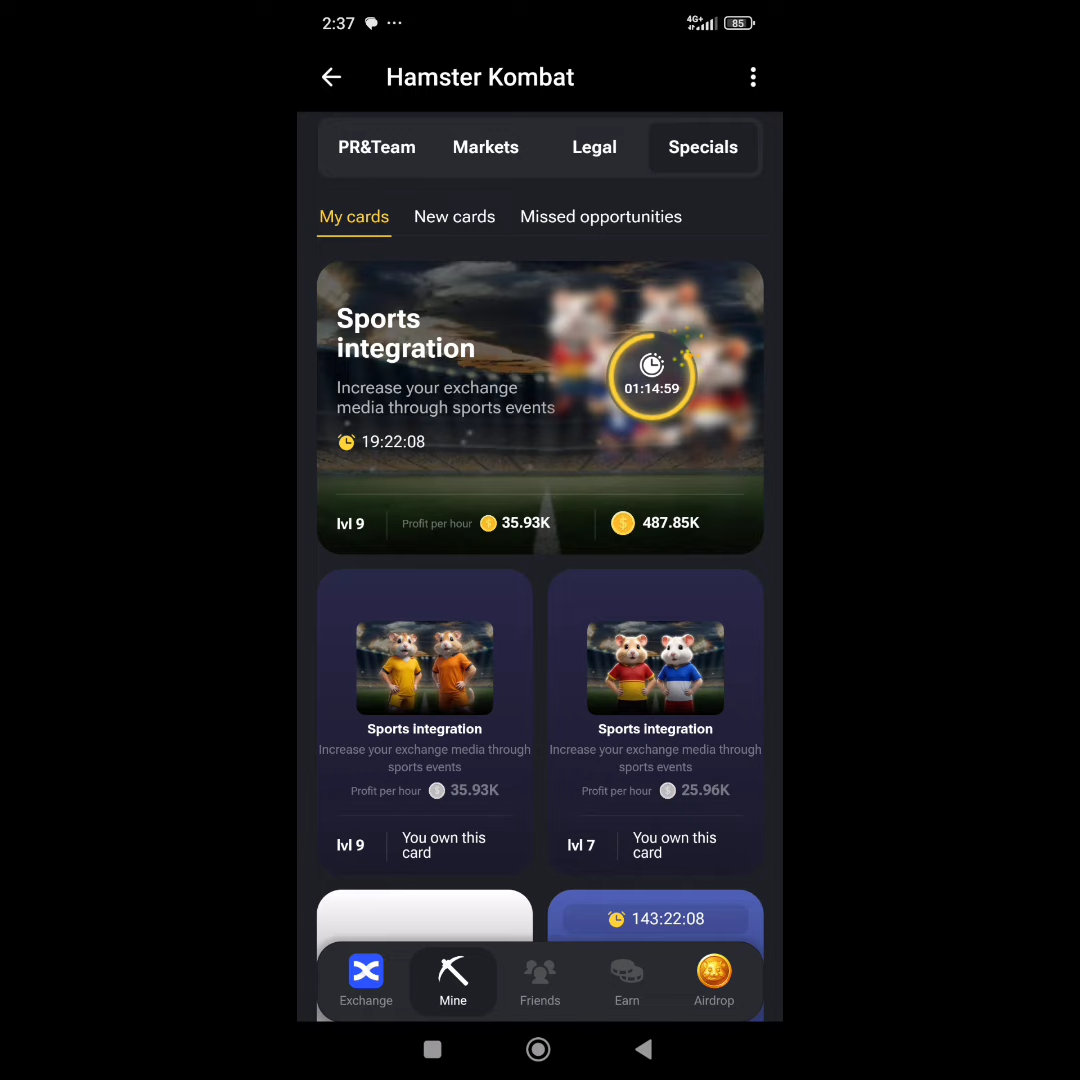 2:37
4G+
85
Hamster Kombat
PR&Team Markets Legal Specials
My cards New cards Missed opportunities
Sports
integration
Increase your exchange
media through sports events
01:14:59
19:22:08
lvl 9 Profit per hour 35.93K 487.85K
Sports integration
Increase your exchange media through
sports events
Profit per hour 35.93K
lvl 9 You own this
card
Sports integration
Increase your exchange media through
sports events
Profit per hour 25.96K
lvl 7 You own this
card
143:22:08
Exchange Mine Friends Earn Airdrop